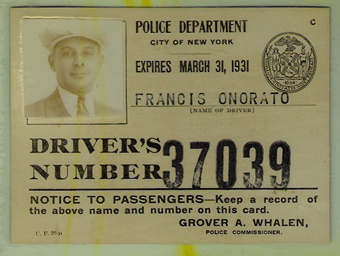 POLICE DEPARTMENT
C
CITY OF NEW YORK
EXPIRES MARCH 31, 1931
FRANCIS ONORATO
(NAME OF DRIVER)
DRIVER'S
NUMBER 37039
NOTICE TO PASSENGERS—Keep a record of
the above name and number on this card.
GROVER A. WHALEN,
POLICE COMMISSIONER.